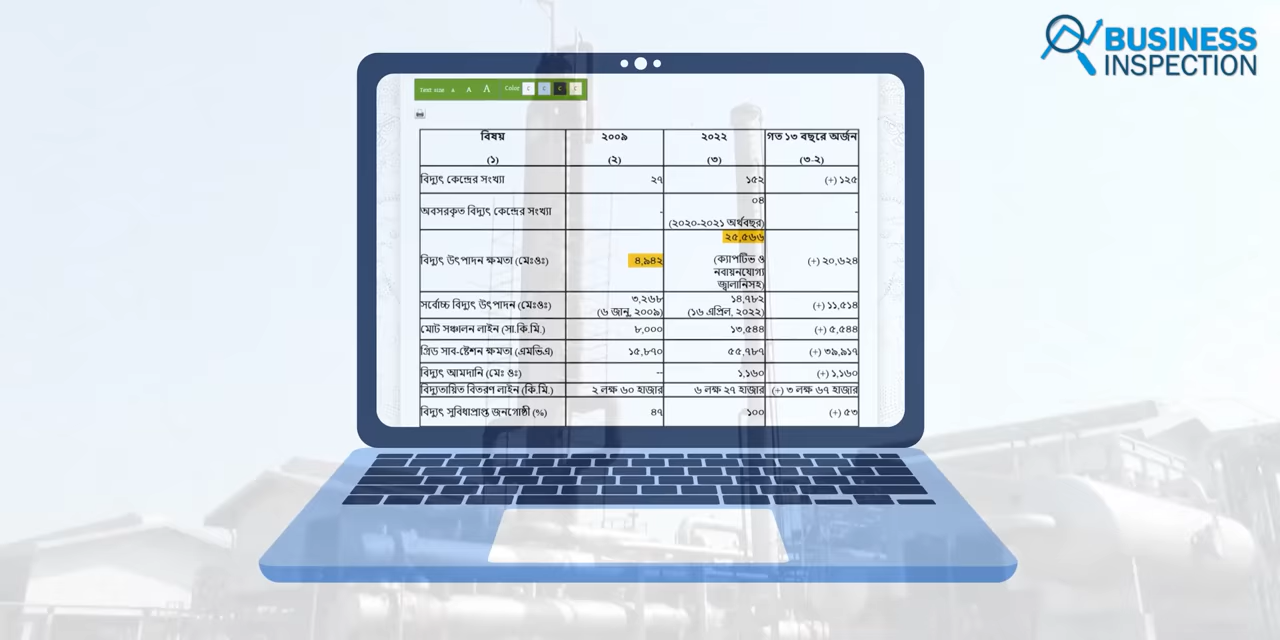 BUSINESS
INSPECTION
Text size A A A Color C C C C
বিষয় ২০০৯ ২০২২ গত ১৩ বছরে অর্জন
(১) (২) (৩) (৩-২)
বিদ্যুৎ কেন্দ্রের সংখ্যা ২৭ ১৫২ (+) ১২৫
অবসরকৃত বিদ্যুৎ কেন্দ্রের সংখ্যা - ০৪ -
(২০২০-২০২১ অর্থবছর)
বিদ্যুৎ উৎপাদন ক্ষমতা (মেঃওঃ) ৪,৯৪২ ২৫,৫৬৬ (+) ২০,৬২৪
(ক্যাপটিভ ও
নবায়নযোগ্য
জ্বালানিসহ)
সর্বোচ্চ বিদ্যুৎ উৎপাদন (মেঃওঃ) ৩,২৬৮ ১৪,৭৮২ (+) ১১,৫১৪
(৬ জানু, ২০০৯) (১৬ এপ্রিল, ২০২২)
মোট সঞ্চালন লাইন (সা.কি.মি.) ৮,০০০ ১৩,৫৪৪ (+) ৫,৫৪৪
গ্রিড সাব-ষ্টেশন ক্ষমতা (এমভিএ) ১৫,৮৭০ ৫৫,৭৮৭ (+) ৩৯,৯১৭
বিদ্যুৎ আমদানি (মেঃ ওঃ) -- ১,১৬০ (+) ১,১৬০
বিদ্যুতায়িত বিতরণ লাইন (কি.মি.) ২ লক্ষ ৬০ হাজার ৬ লক্ষ ২৭ হাজার (+) ৩ লক্ষ ৬৭ হাজার
বিদ্যুৎ সুবিধাপ্রাপ্ত জনগোষ্ঠী (%) ৪৭ ১০০ (+) ৫৩